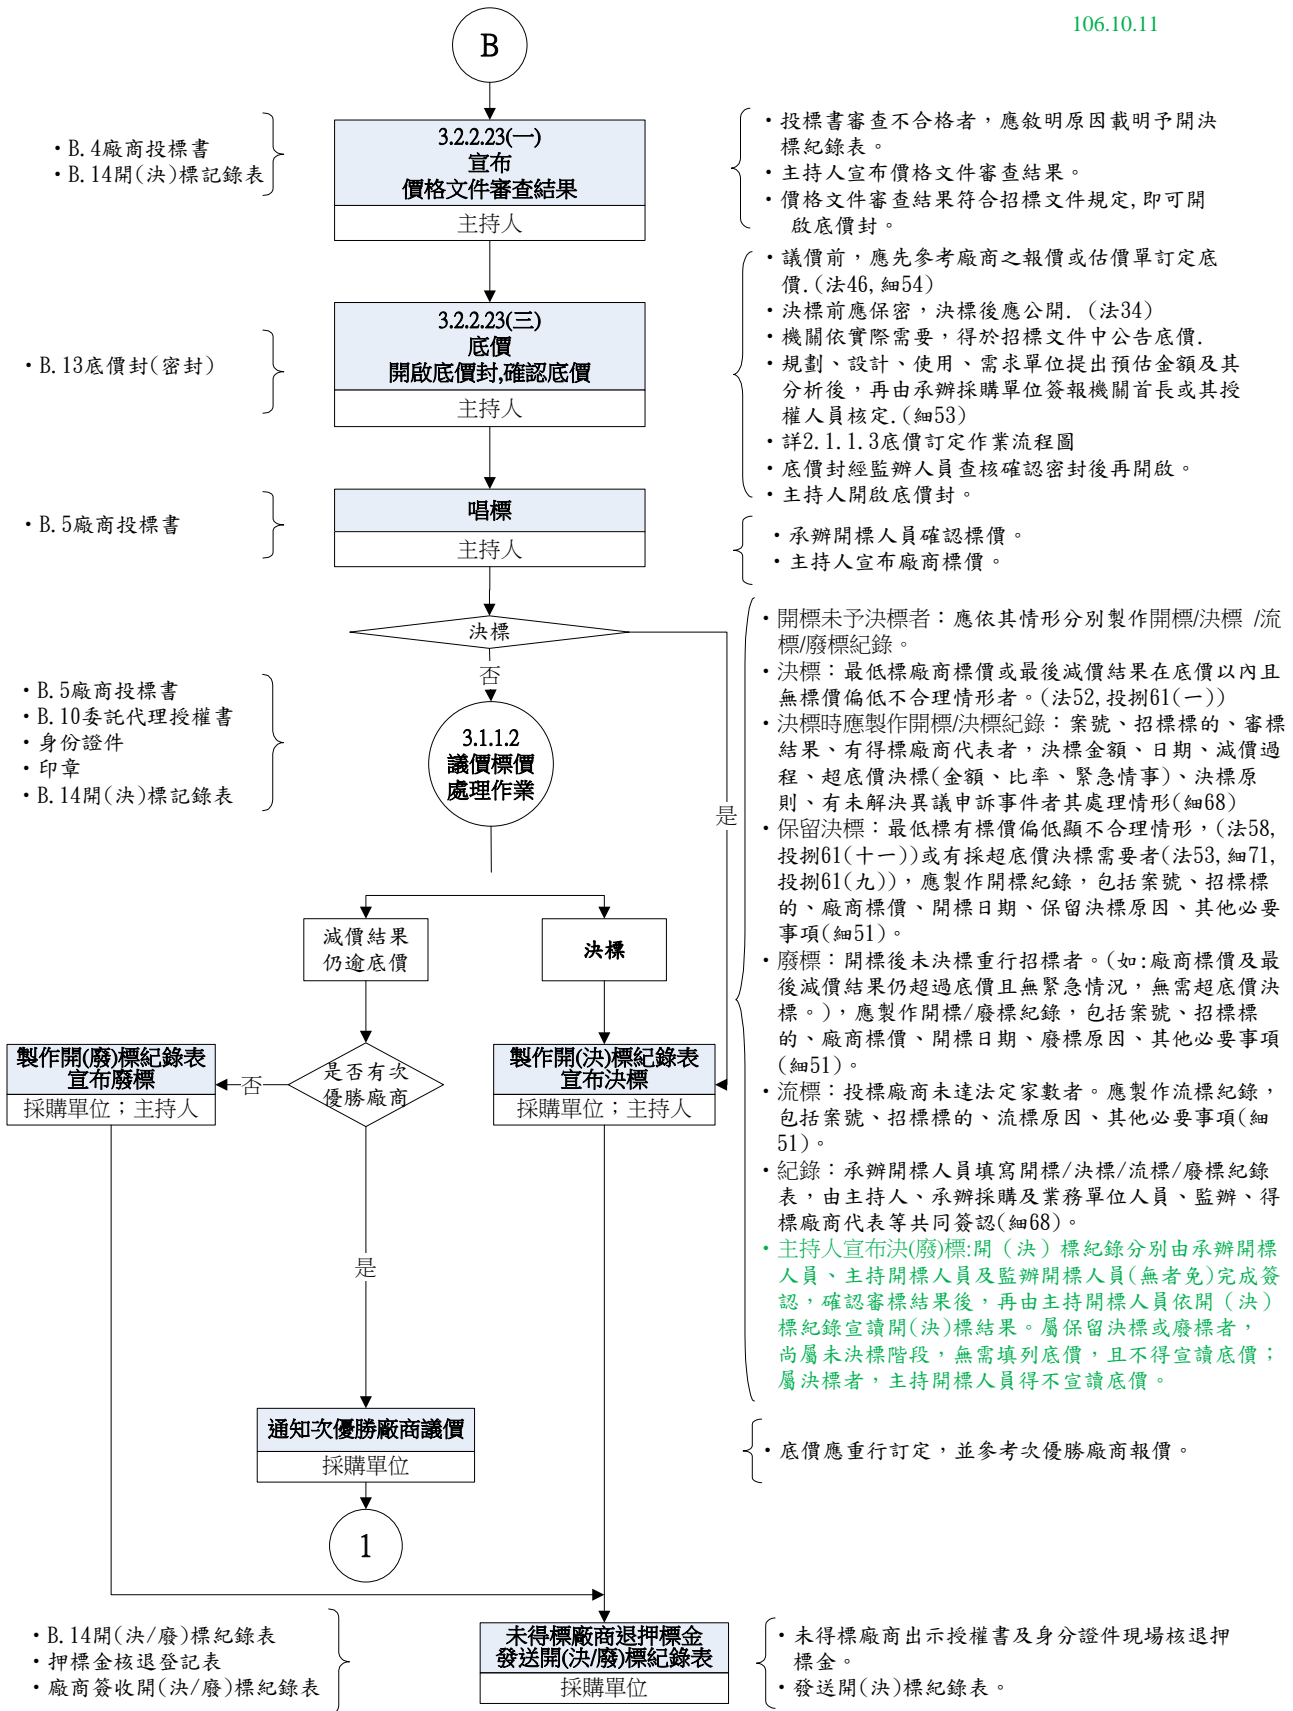 106.10.11
B
・B.4廠商投標書
・B.14開(決)標記錄表
3.2.2.23(一)
宣布
價格文件審查結果
主持人
・投標書審查不合格者，應敘明原因載明予開決
標紀錄表。
・主持人宣布價格文件審查結果。
・價格文件審查結果符合招標文件規定,即可開
啟底價封。
・B.13底價封(密封)
3.2.2.23(三)
底價
開啟底價封,確認底價
主持人
・議價前，應先參考廠商之報價或估價單訂定底
價.(法46,細54)
・決標前應保密，決標後應公開. (法34)
・機關依實際需要，得於招標文件中公告底價.
・規劃、設計、使用、需求單位提出預估金額及其
分析後，再由承辦採購單位簽報機關首長或其授
權人員核定.(細53)
・詳2.1.1.3底價訂定作業流程圖
・底價封經監辦人員查核確認密封後再開啟。
・主持人開啟底價封。
・B.5廠商投標書
唱標
主持人
・承辦開標人員確認標價。
・主持人宣布廠商標價。
決標
否
是
・B.5廠商投標書
・B.10委託代理授權書
・身份證件
・印章
・B.14開(決)標記錄表
3.1.1.2
議價標價
處理作業
・開標未予決標者：應依其情形分別製作開標/決標 /流
標/廢標紀錄。
・決標：最低標廠商標價或最後減價結果在底價以內且
無標價偏低不合理情形者。(法52,投捌61(一))
・決標時應製作開標/決標紀錄：案號、招標標的、審標
結果、有得標廠商代表者，決標金額、日期、減價過
程、超底價決標(金額、比率、緊急情事)、決標原
則、有未解決異議申訴事件者其處理情形(細68)
・保留決標：最低標有標價偏低顯不合理情形，(法58,
投捌61(十一))或有採超底價決標需要者(法53,細71,
投捌61(九))，應製作開標紀錄，包括案號、招標標
的、廠商標價、開標日期、保留決標原因、其他必要
事項(細51)。
・廢標：開標後未決標重行招標者。(如:廠商標價及最
後減價結果仍超過底價且無緊急情況，無需超底價決
標。)，應製作開標/廢標紀錄，包括案號、招標標
的、廠商標價、開標日期、廢標原因、其他必要事項
(細51)。
・流標：投標廠商未達法定家數者。應製作流標紀錄，
包括案號、招標標的、流標原因、其他必要事項(細
51)。
・紀錄：承辦開標人員填寫開標/決標/流標/廢標紀錄
表，由主持人、承辦採購及業務單位人員、監辦、得
標廠商代表等共同簽認(細68)。
・主持人宣布決(廢)標:開（決）標紀錄分別由承辦開標
人員、主持開標人員及監辦開標人員(無者免)完成簽
認，確認審標結果後，再由主持開標人員依開（決）
標紀錄宣讀開(決)標結果。屬保留決標或廢標者，
尚屬未決標階段，無需填列底價，且不得宣讀底價；
屬決標者，主持開標人員得不宣讀底價。
減價結果
仍逾底價
決標
製作開(廢)標紀錄表
宣布廢標
採購單位；主持人
否
是否有次
優勝廠商
製作開(決)標紀錄表
宣布決標
採購單位；主持人
是
通知次優勝廠商議價
採購單位
・底價應重行訂定，並參考次優勝廠商報價。
1
・B.14開(決/廢)標紀錄表
・押標金核退登記表
・廠商簽收開(決/廢)標紀錄表
未得標廠商退押標金
發送開(決/廢)標紀錄表
採購單位
・未得標廠商出示授權書及身分證件現場核退押
標金。
・發送開(決)標紀錄表。